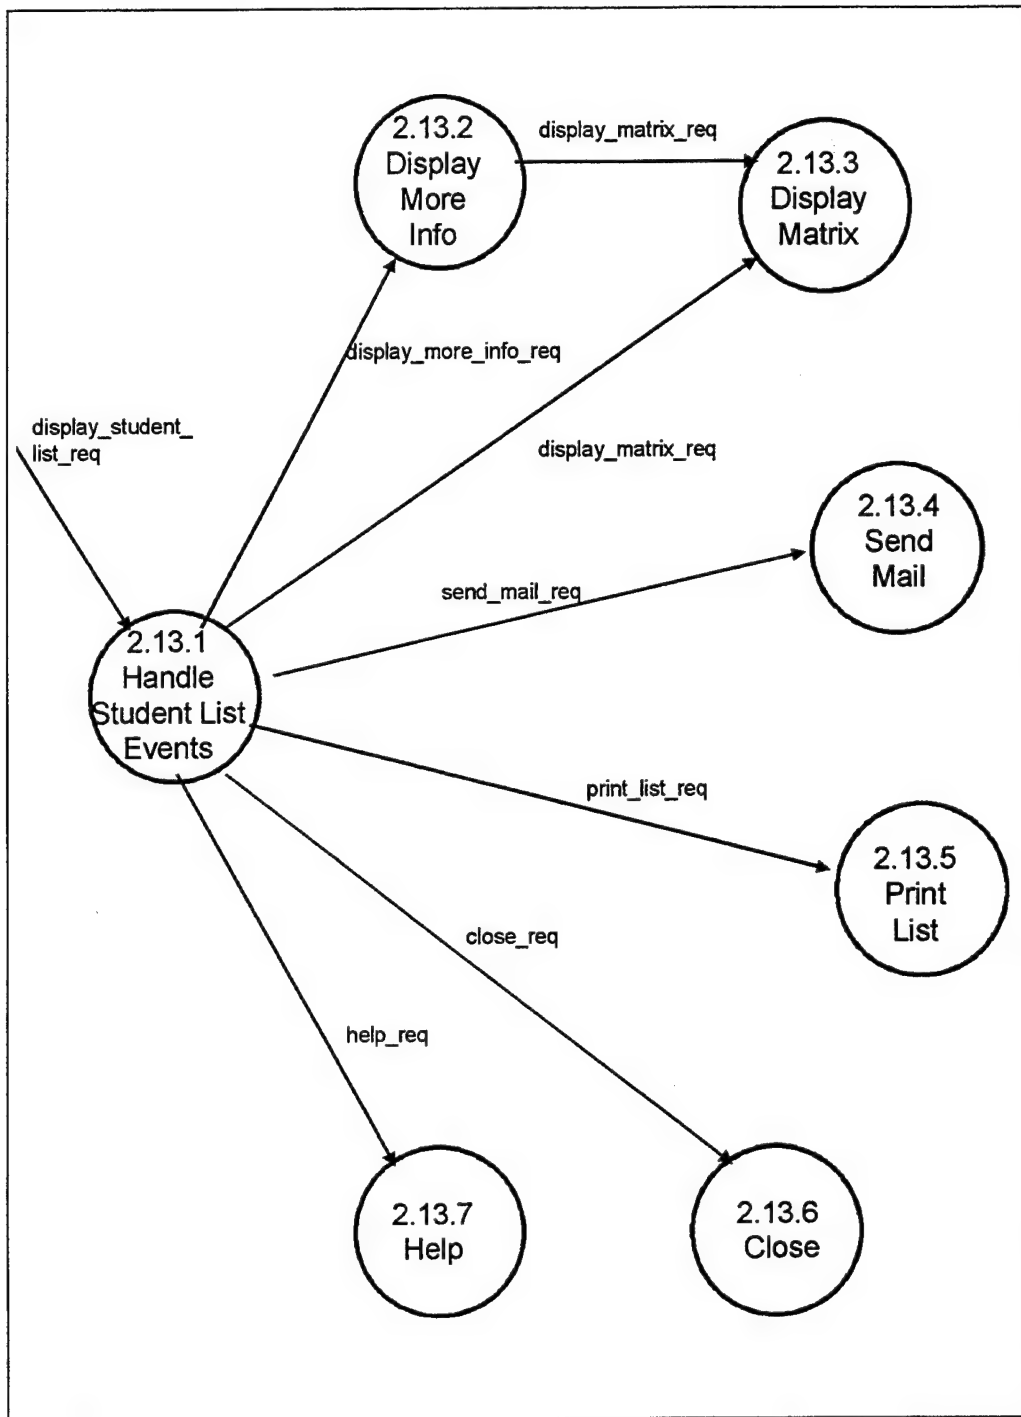 2.13.2
Display
More
Info
display_matrix_req
2.13.3
Display
Matrix
display_more_info_req
display_student_
list_req
display_matrix_req
2.13.4
Send
Mail
send_mail_req
2.13.1
Handle
Student List
Events
print_list_req
2.13.5
Print
List
close_req
help_req
2.13.7
Help
2.13.6
Close